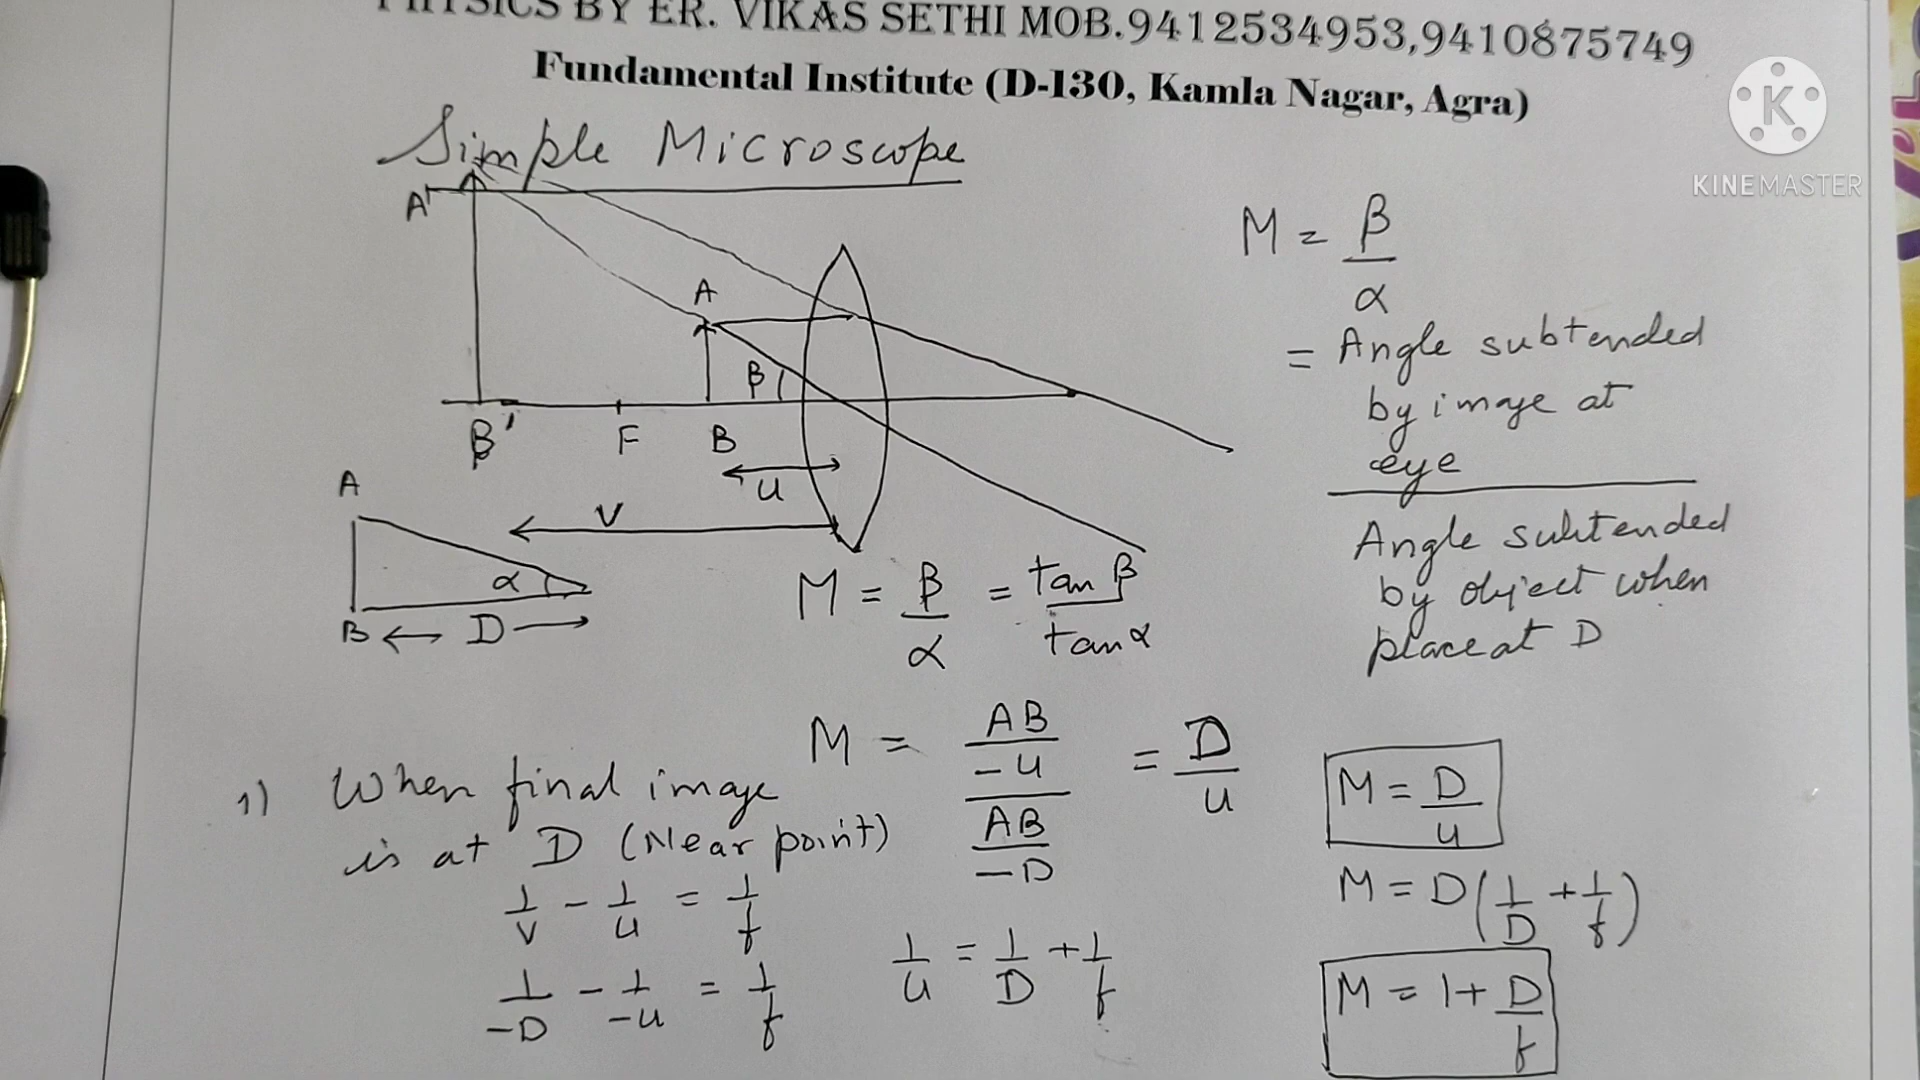 PHYSICS BY ER. VIKAS SETHI MOB.9412534953,9410875749
Fundamental Institute (D-130, Kamla Nagar, Agra)
K
KINEMASTER
Simple Microscope
A'
A
β
B'
F
B
u
v
A
α
B
D
M = β/α
= Angle subtended
by image at
eye
Angle subtended
by object when
place at D
M = β/α = tan β/tan α
M = (AB/-u)/(AB/-D) = D/u
M = D/u
1) When final image
is at D (Near point)
1/v - 1/u = 1/f
1/-D - 1/-u = 1/f
1/u = 1/D + 1/f
M = D(1/D + 1/f)
M = 1 + D/f